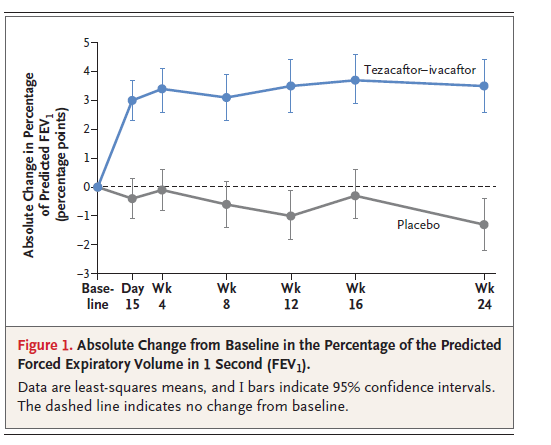 Absolute Change in Percentage
of Predicted FEV1
(percentage points)
5
4
3
2
1
0
−1
−2
−3
Tezacaftor–ivacaftor
Placebo
Base- Day Wk Wk Wk Wk Wk
line 15 4 8 12 16 24
Figure 1. Absolute Change from Baseline in the Percentage of the Predicted
Forced Expiratory Volume in 1 Second (FEV1).
Data are least-squares means, and I bars indicate 95% confidence intervals.
The dashed line indicates no change from baseline.